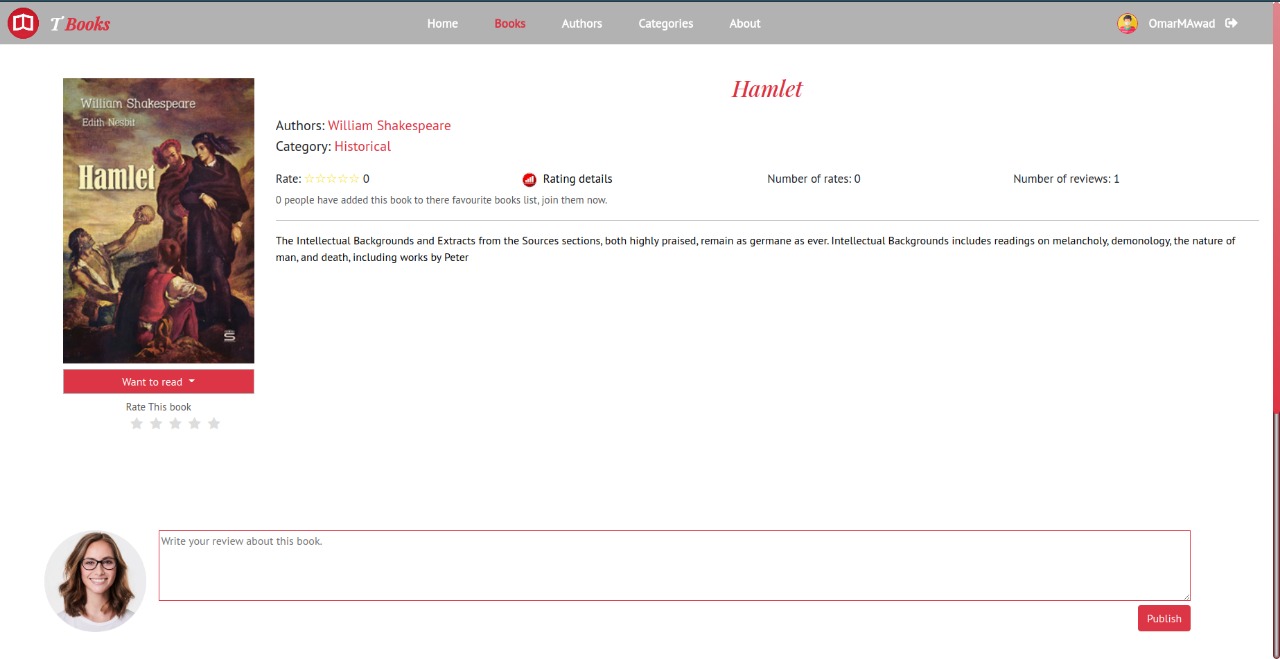 T Books Home Books Authors Categories About OmarMAwad
William Shakespeare
Edith Nesbit
Hamlet
Want to read
Rate This book
Hamlet
Authors: William Shakespeare
Category: Historical
Rate: ☆☆☆☆☆ 0 Rating details Number of rates: 0 Number of reviews: 1
0 people have added this book to there favourite books list, join them now.
The Intellectual Backgrounds and Extracts from the Sources sections, both highly praised, remain as germane as ever. Intellectual Backgrounds includes readings on melancholy, demonology, the nature of
man, and death, including works by Peter
Write your review about this book.
Publish